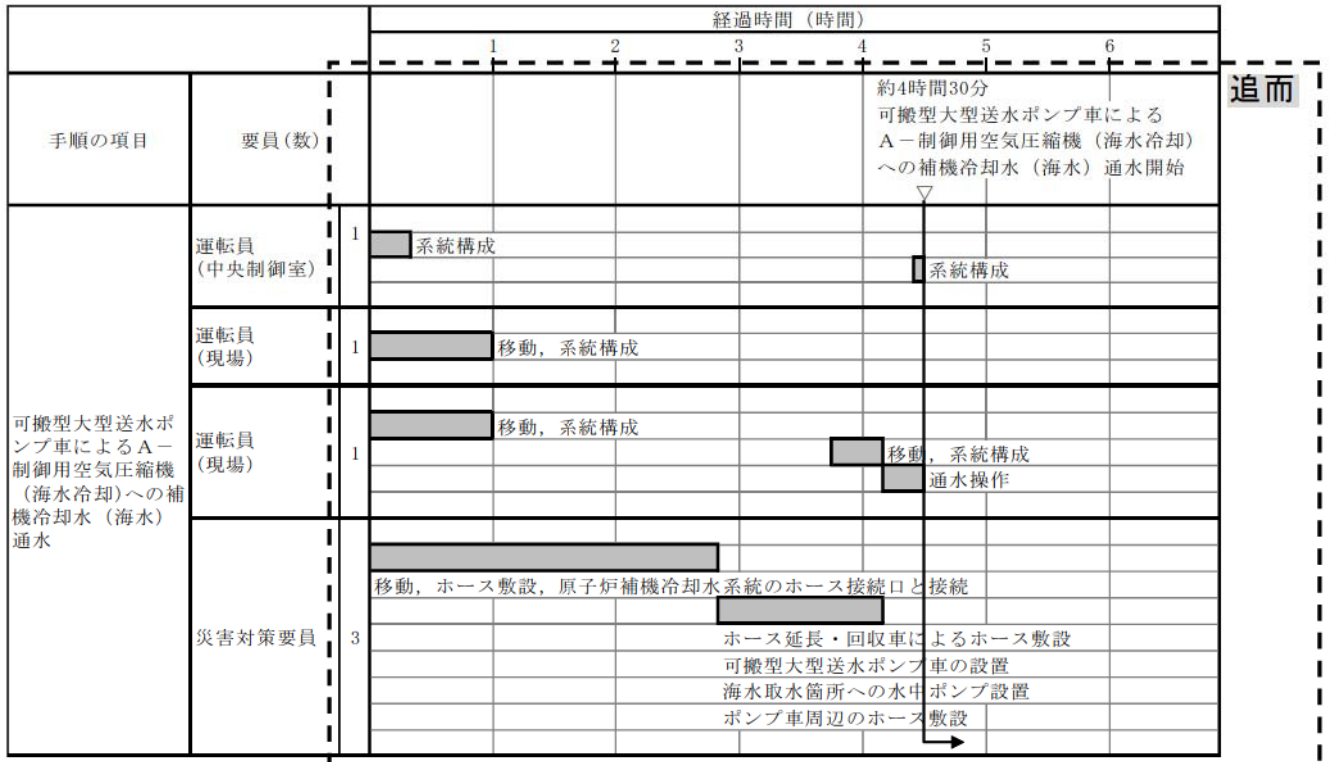 経過時間（時間）
1 2 3 4 5 6
追而
手順の項目
要員(数)
約4時間30分
可搬型大型送水ポンプ車による
A－制御用空気圧縮機（海水冷却）
への補機冷却水（海水）通水開始
可搬型大型送水ポ
ンプ車によるA－
制御用空気圧縮機
（海水冷却)への補
機冷却水（海水）
通水
運転員
(中央制御室)
1
系統構成
系統構成
運転員
(現場)
1
移動，系統構成
運転員
(現場)
1
移動，系統構成
移動，系統構成
通水操作
災害対策要員
3
移動，ホース敷設，原子炉補機冷却水系統のホース接続口と接続
ホース延長・回収車によるホース敷設
可搬型大型送水ポンプ車の設置
海水取水箇所への水中ポンプ設置
ポンプ車周辺のホース敷設